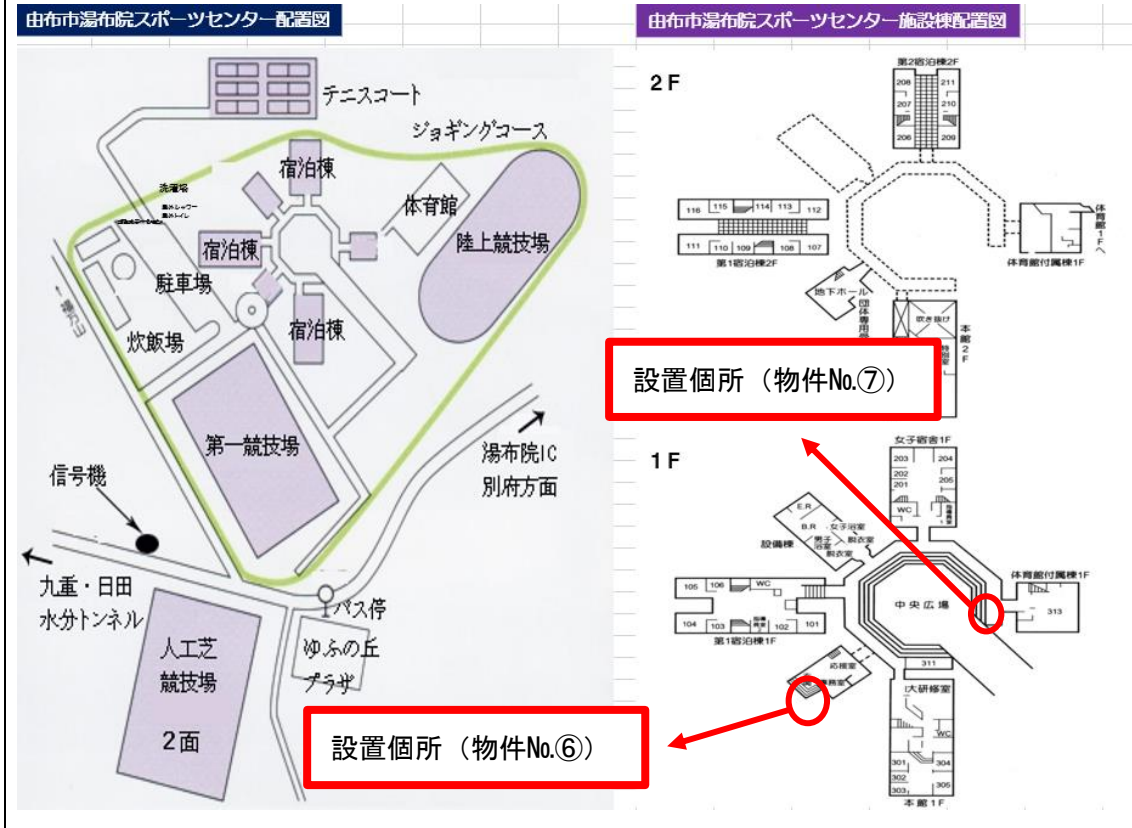 由布市湯布院スポーツセンター配置図
テニスコート
ジョギングコース
宿泊棟
体育館
陸上競技場
洗濯場
宿泊棟
駐車場
炊飯場
宿泊棟
第一競技場
信号機
湯布院IC
別府方面
九重・日田
水分トンネル
バス停
人工芝
競技場
2面
ゆふの丘
プラザ
設置個所（物件No.⑥）
由布市湯布院スポーツセンター施設棟配置図
2F
第2宿泊棟2F
208
211
207
210
206
209
116
115
114
113
112
111
110
109
108
107
第1宿泊棟2F
体育館1Fへ
体育館付属棟1F
地下ホール
吹き抜け
本館2F
設置個所（物件No.⑦）
1F
女子宿舎1F
203
204
202
201
205
WC
E.R
B.R
女子浴室
脱衣室
男子浴室
脱衣室
設備棟
105
106
WC
104
103
102
101
第1宿泊棟1F
中央広場
体育館付属棟1F
313
311
大研修室
WC
301
304
302
303
305
本館1F